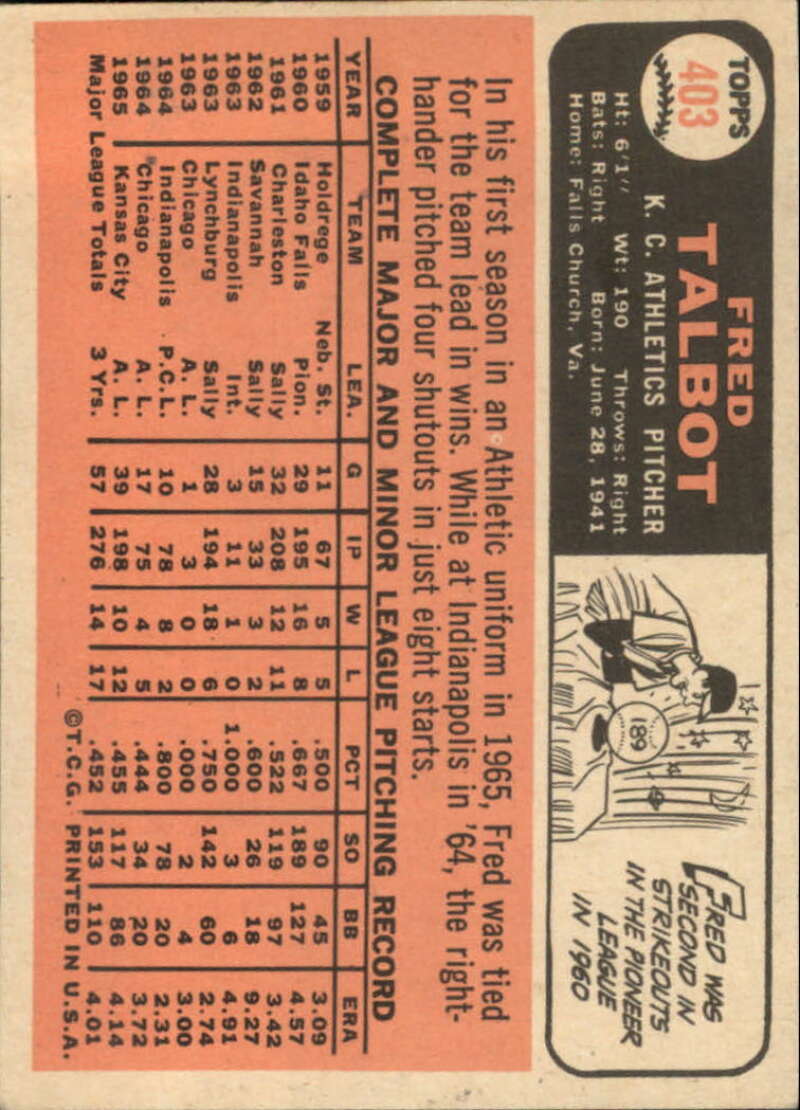 TOPPS
403
FRED
TALBOT
K. C. ATHLETICS PITCHER
Ht: 6'1" Wt: 190 Throws: Right
Bats: Right Born: June 28, 1941
Home: Falls Church, Va.
189
FRED WAS
SECOND IN
STRIKEOUTS
IN THE PIONEER
LEAGUE
IN 1960
In his first season in an Athletic uniform in 1965, Fred was tied
for the team lead in wins. While at Indianapolis in '64, the right-
hander pitched four shutouts in just eight starts.
COMPLETE MAJOR AND MINOR LEAGUE PITCHING RECORD
YEAR TEAM LEA. G IP W L PCT SO BB ERA
1959 Holdrege Neb. St. 11 67 5 5 .500 90 45 3.09
1960 Idaho Falls Pion. 29 195 16 8 .667 189 127 4.57
1961 Charleston Sally 32 208 12 11 .522 119 97 3.42
1962 Savannah Sally 15 33 3 2 .600 26 18 9.27
1963 Indianapolis Int. 3 11 1 0 1.000 3 6 4.91
1963 Lynchburg Sally 28 194 18 6 .750 142 60 2.74
1963 Chicago A. L. 1 3 0 0 .000 2 4 3.00
1964 Indianapolis P.C.L. 10 78 8 2 .800 78 20 2.31
1964 Chicago A. L. 17 75 4 5 .444 34 20 3.72
1965 Kansas City A. L. 39 198 10 12 .455 117 86 4.14
Major League Totals 3 Yrs. 57 276 14 17 .452 153 110 4.01
©T.C.G. PRINTED IN U.S.A.